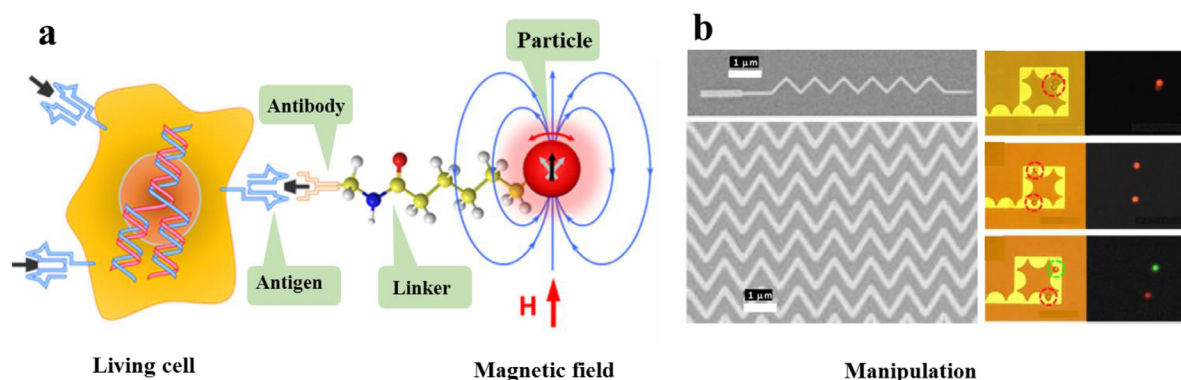 a
Particle
Antibody
Antigen
Linker
H
Living cell
Magnetic field
b
1 μm
1 μm
Manipulation